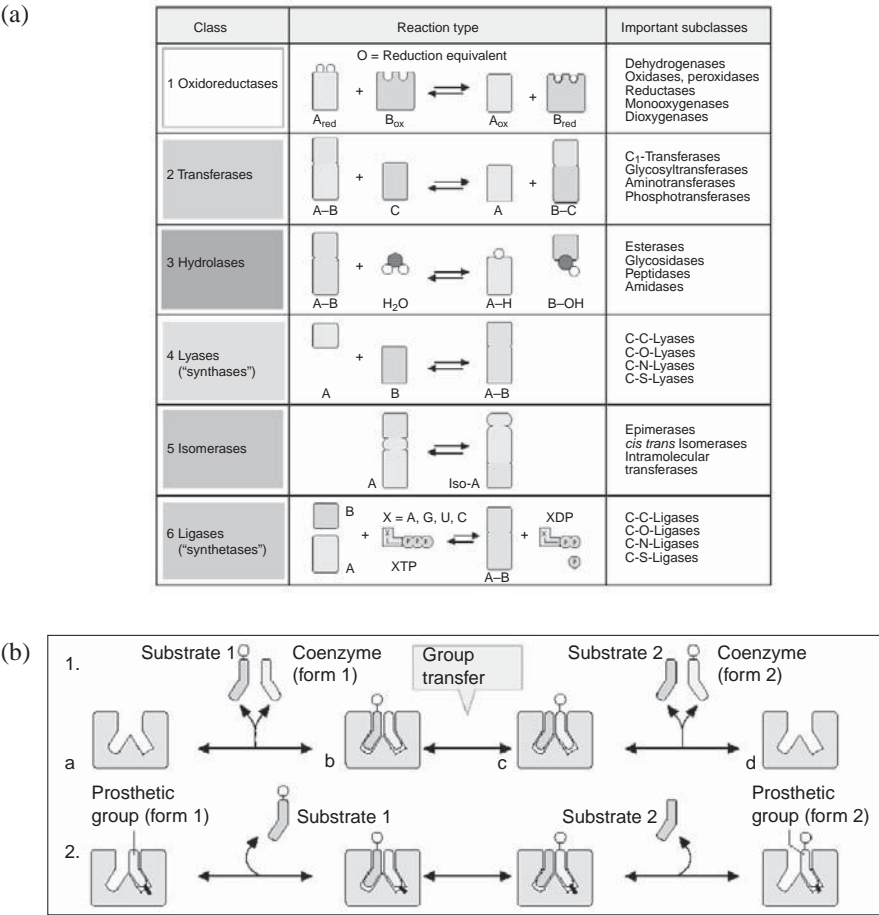 (a)
Class Reaction type Important subclasses
O = Reduction equivalent
1 Oxidoreductases
+ +
A_red B_ox A_ox B_red
Dehydrogenases
Oxidases, peroxidases
Reductases
Monooxygenases
Dioxygenases
2 Transferases
+ +
A–B C A B–C
C₁-Transferases
Glycosyltransferases
Aminotransferases
Phosphotransferases
3 Hydrolases
+
A–B H₂O A–H B–OH
Esterases
Glycosidases
Peptidases
Amidases
4 Lyases
("synthases")
+
A B A–B
C-C-Lyases
C-O-Lyases
C-N-Lyases
C-S-Lyases
5 Isomerases
A Iso-A
Epimerases
cis trans Isomerases
Intramolecular
transferases
6 Ligases
("synthetases")
B X = A, G, U, C XDP
+ X P P P + X P P
P
A XTP A–B
C-C-Ligases
C-O-Ligases
C-N-Ligases
C-S-Ligases
(b)
1.
Substrate 1 Coenzyme
(form 1)
Group
transfer
Substrate 2 Coenzyme
(form 2)
a b c d
Prosthetic
group (form 1)
Substrate 1 Substrate 2
Prosthetic
group (form 2)
2.